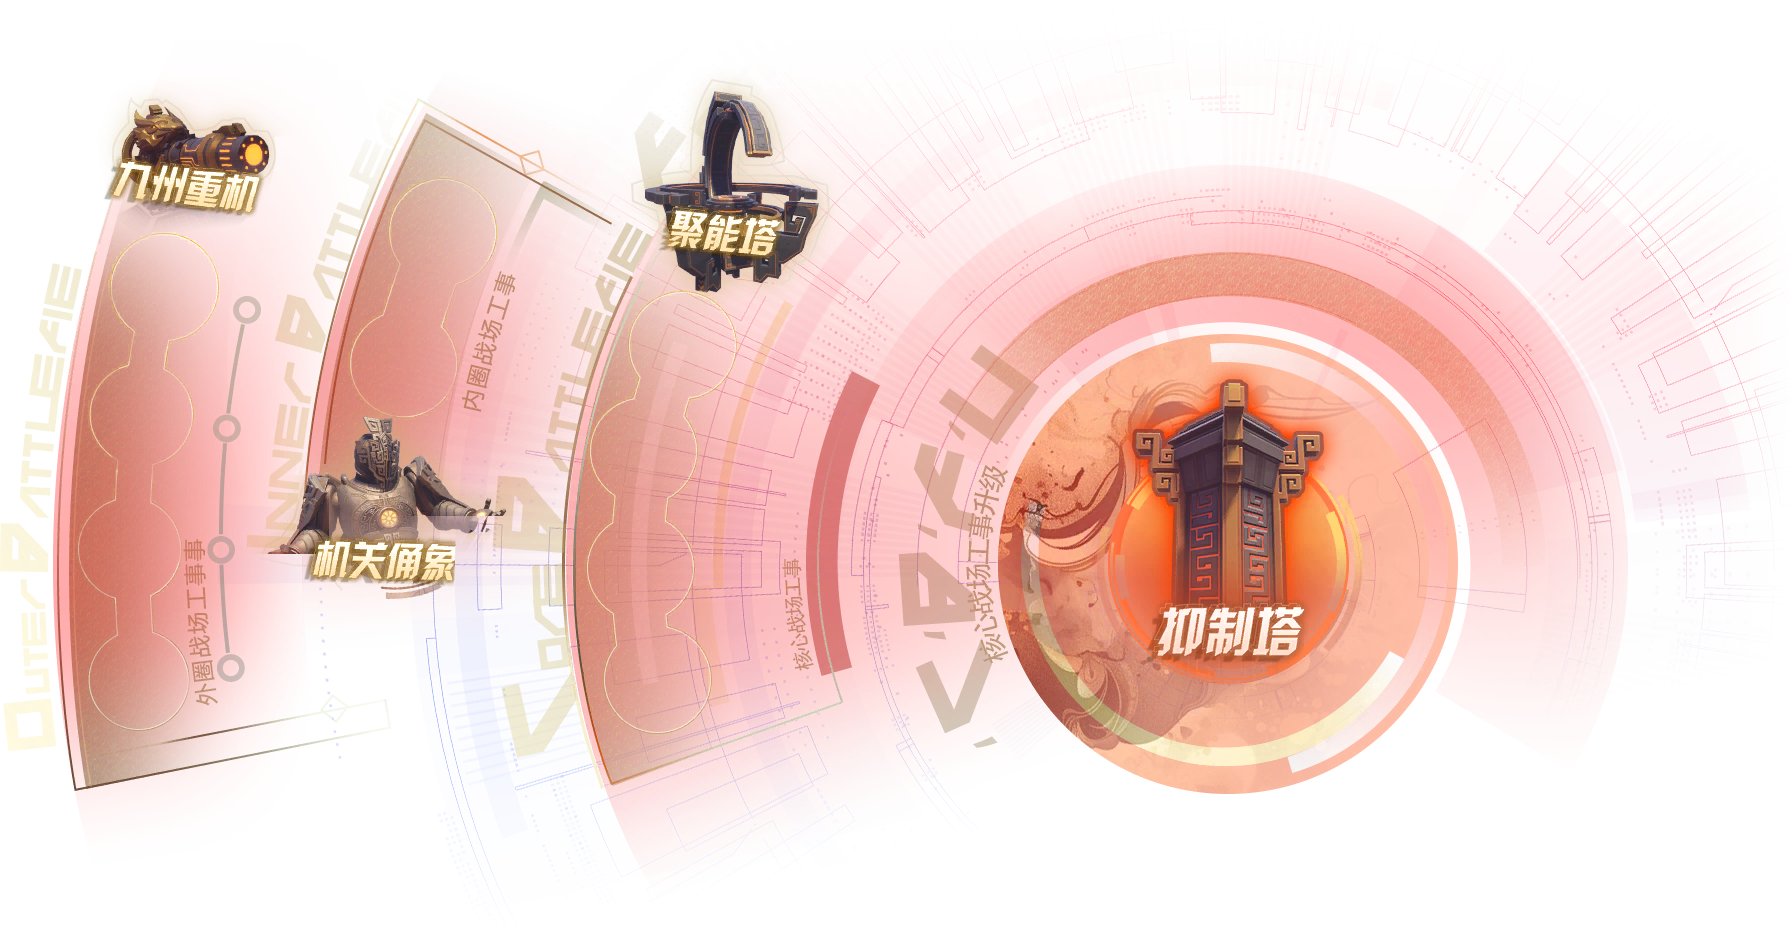 九州重机
外圈战场工事事
OUTER BATTLEFIE
机关俑象
内圈战场工事
INNER BATTLEFIE
聚能塔
核心战场工事
核心战场工事升级
抑制塔